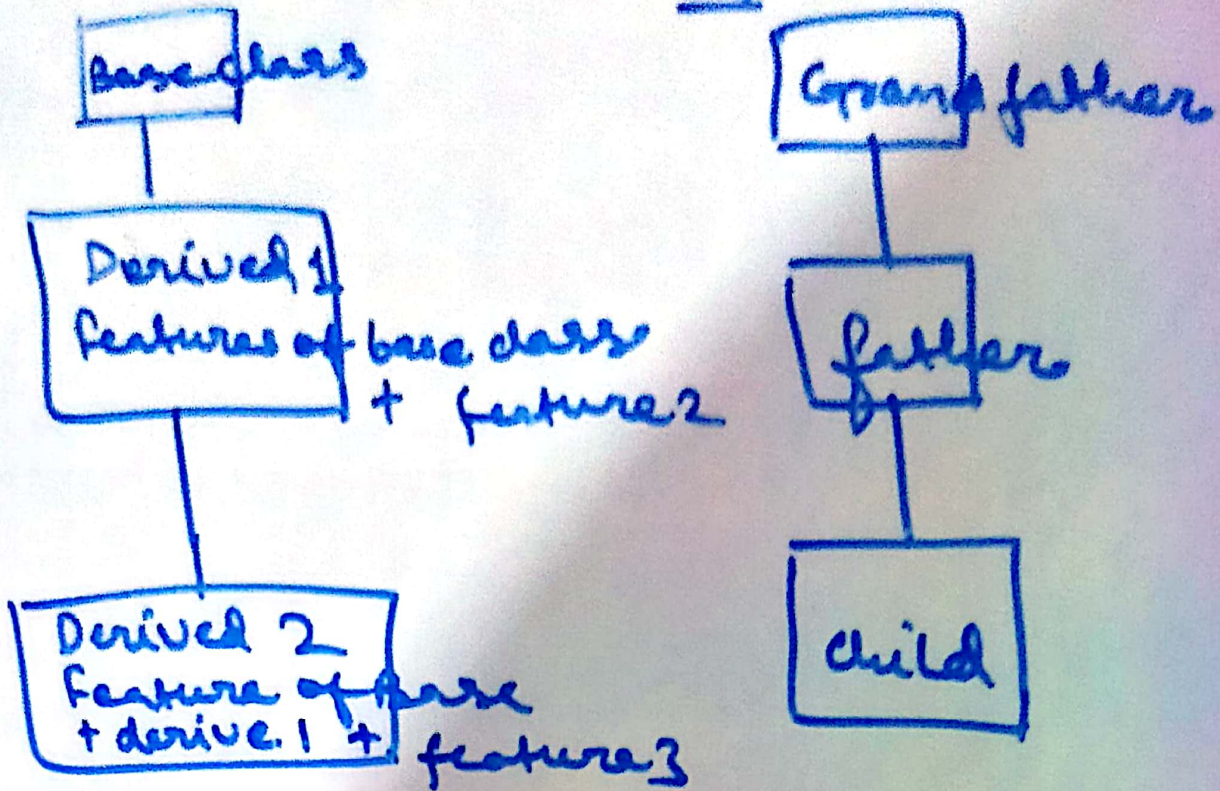 Base class
Derived 1
features of base class
+ feature 2
Derived 2
Feature of base
+ derive.1 +
feature 3
Grand father
father
child